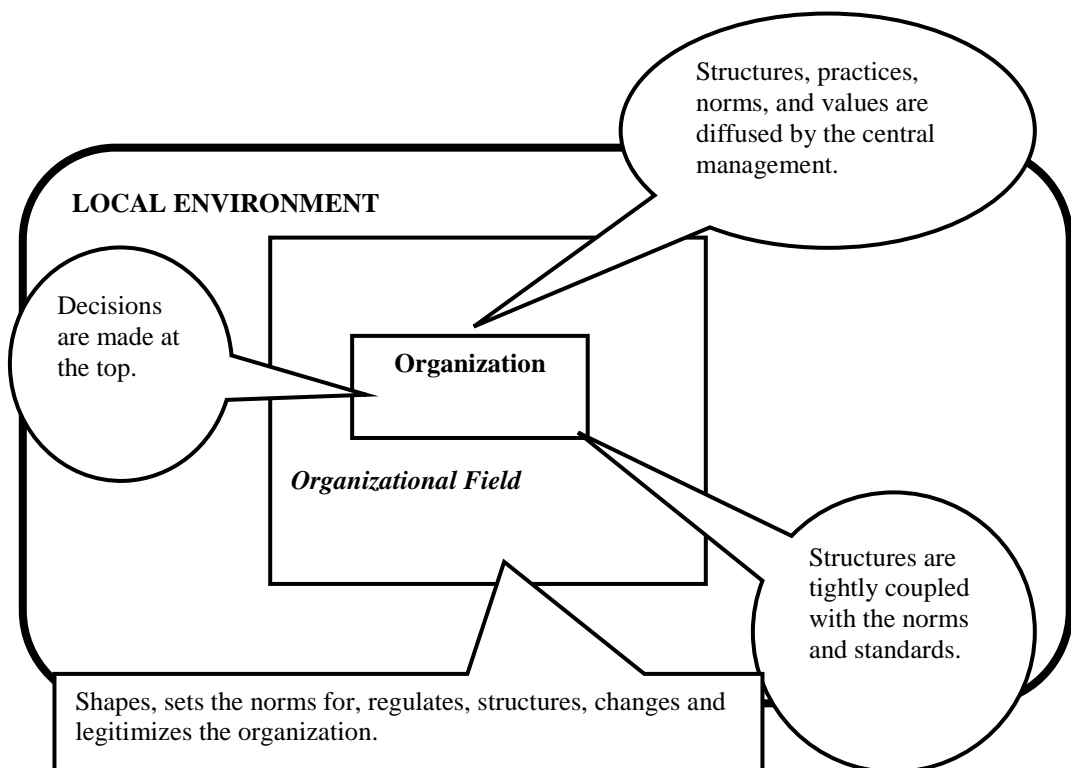 Structures, practices,
norms, and values are
diffused by the central
management.
LOCAL ENVIRONMENT
Decisions
are made at
the top.
Organization
Organizational Field
Structures are
tightly coupled
with the norms
and standards.
Shapes, sets the norms for, regulates, structures, changes and
legitimizes the organization.